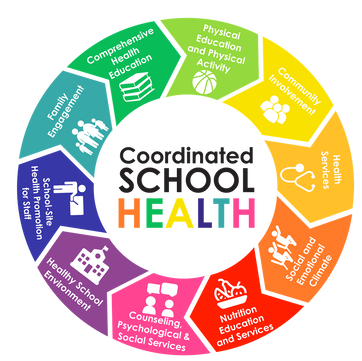 Coordinated
SCHOOL
HEALTH
Physical
Education
and Physical
Activity
Community
Involvement
Health
Services
Social and
Emotional
Climate
Nutrition
Education
and Services
Counseling,
Psychological &
Social Services
Healthy School
Environment
School-Site
Health Promotion
for Staff
Family
Engagement
Comprehensive
Health
Education